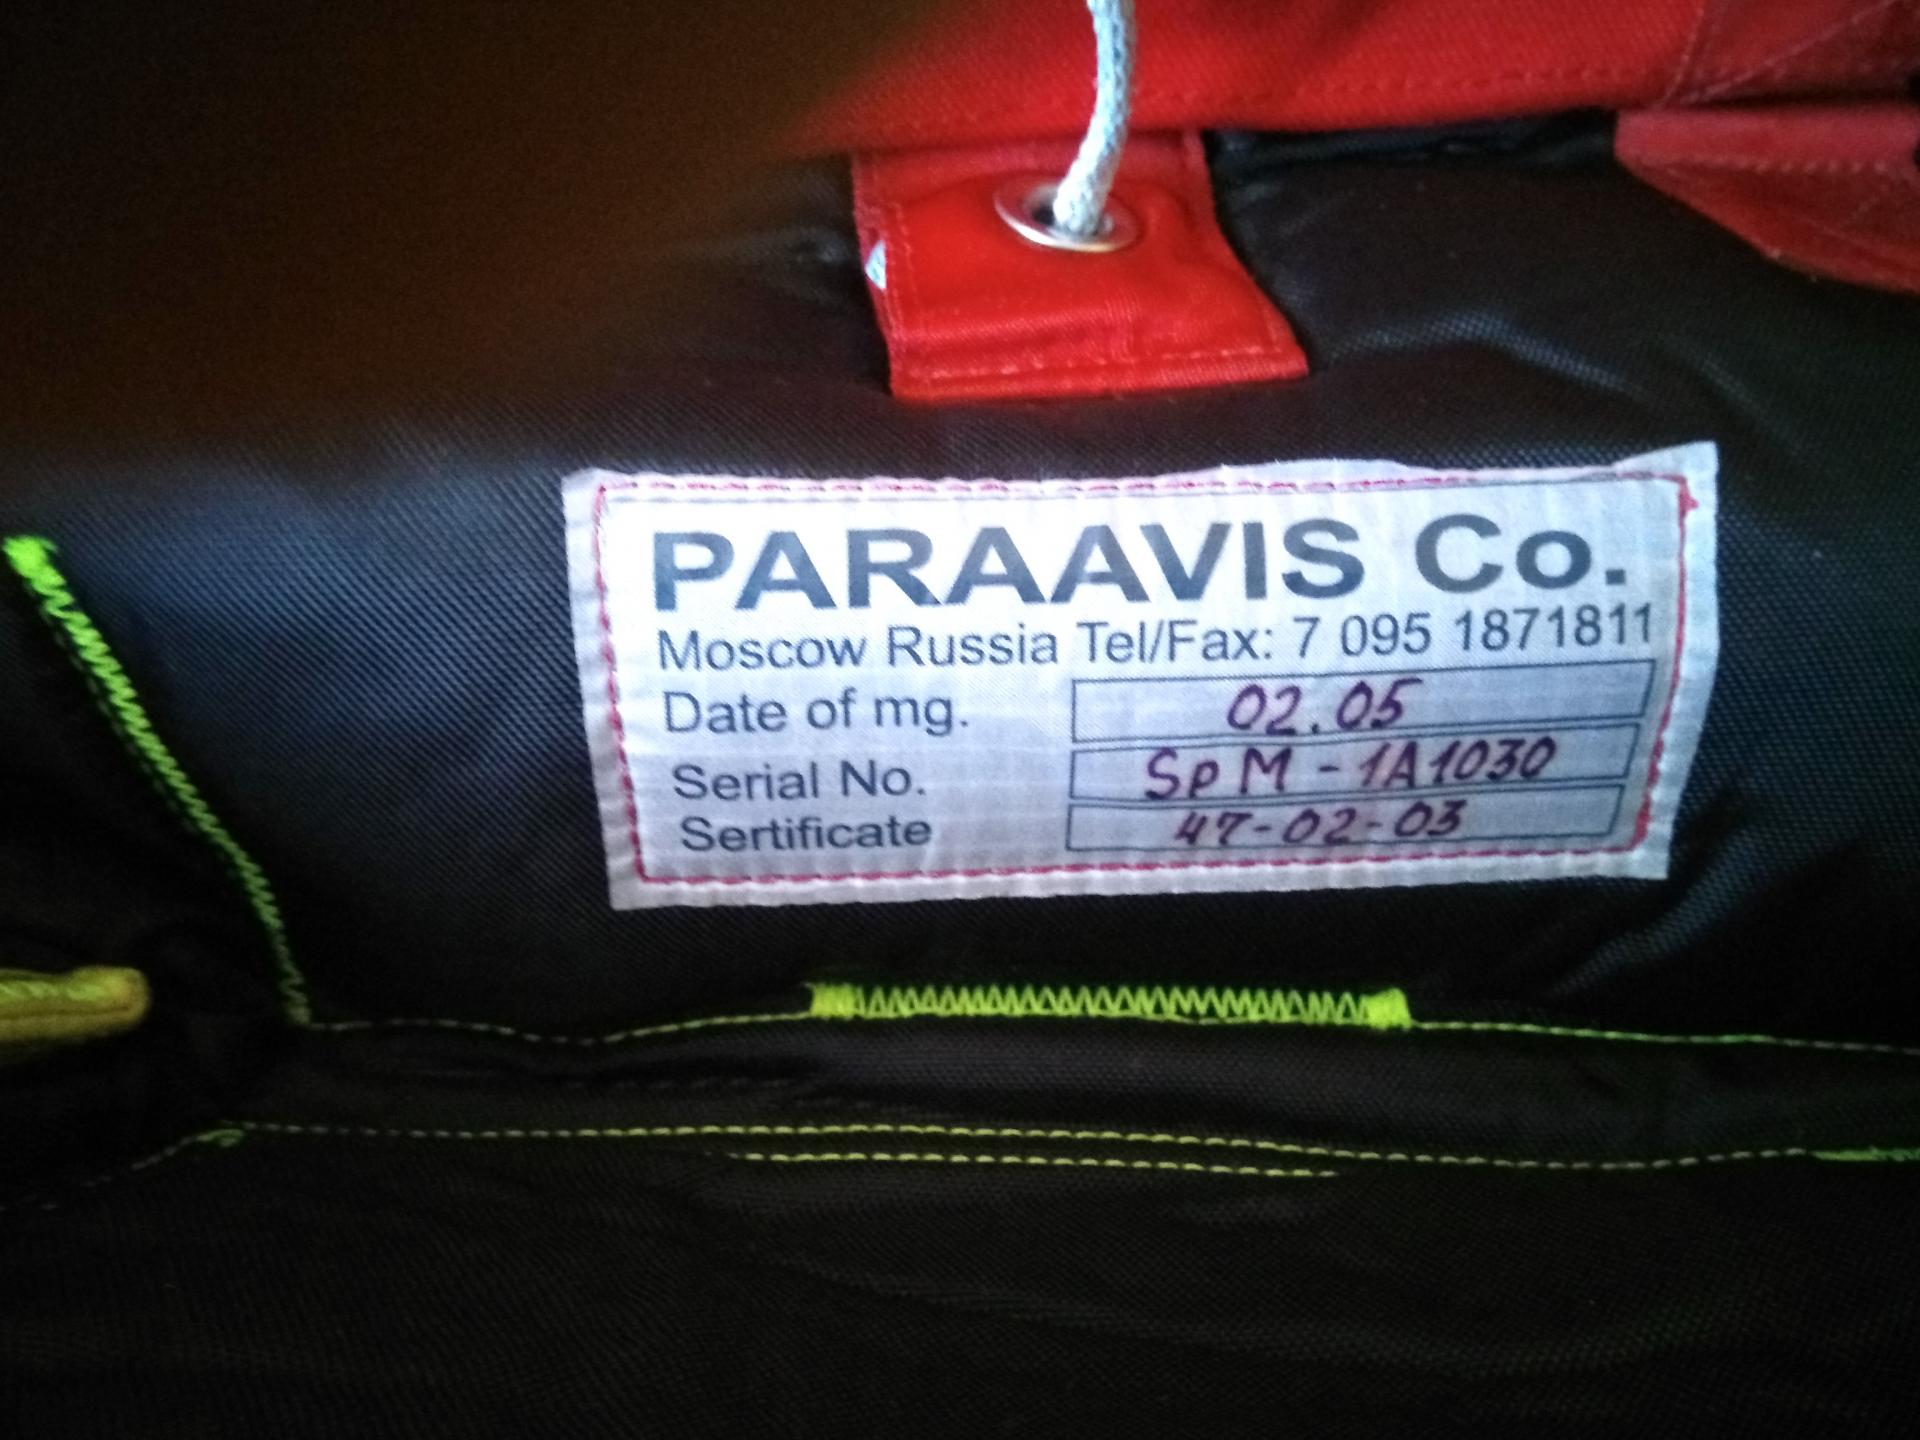 PARAAVIS Co.
Moscow Russia Tel/Fax: 7 095 1871811
Date of mg. 02.05
Serial No. SpM-1A1030
Sertificate 47-02-03